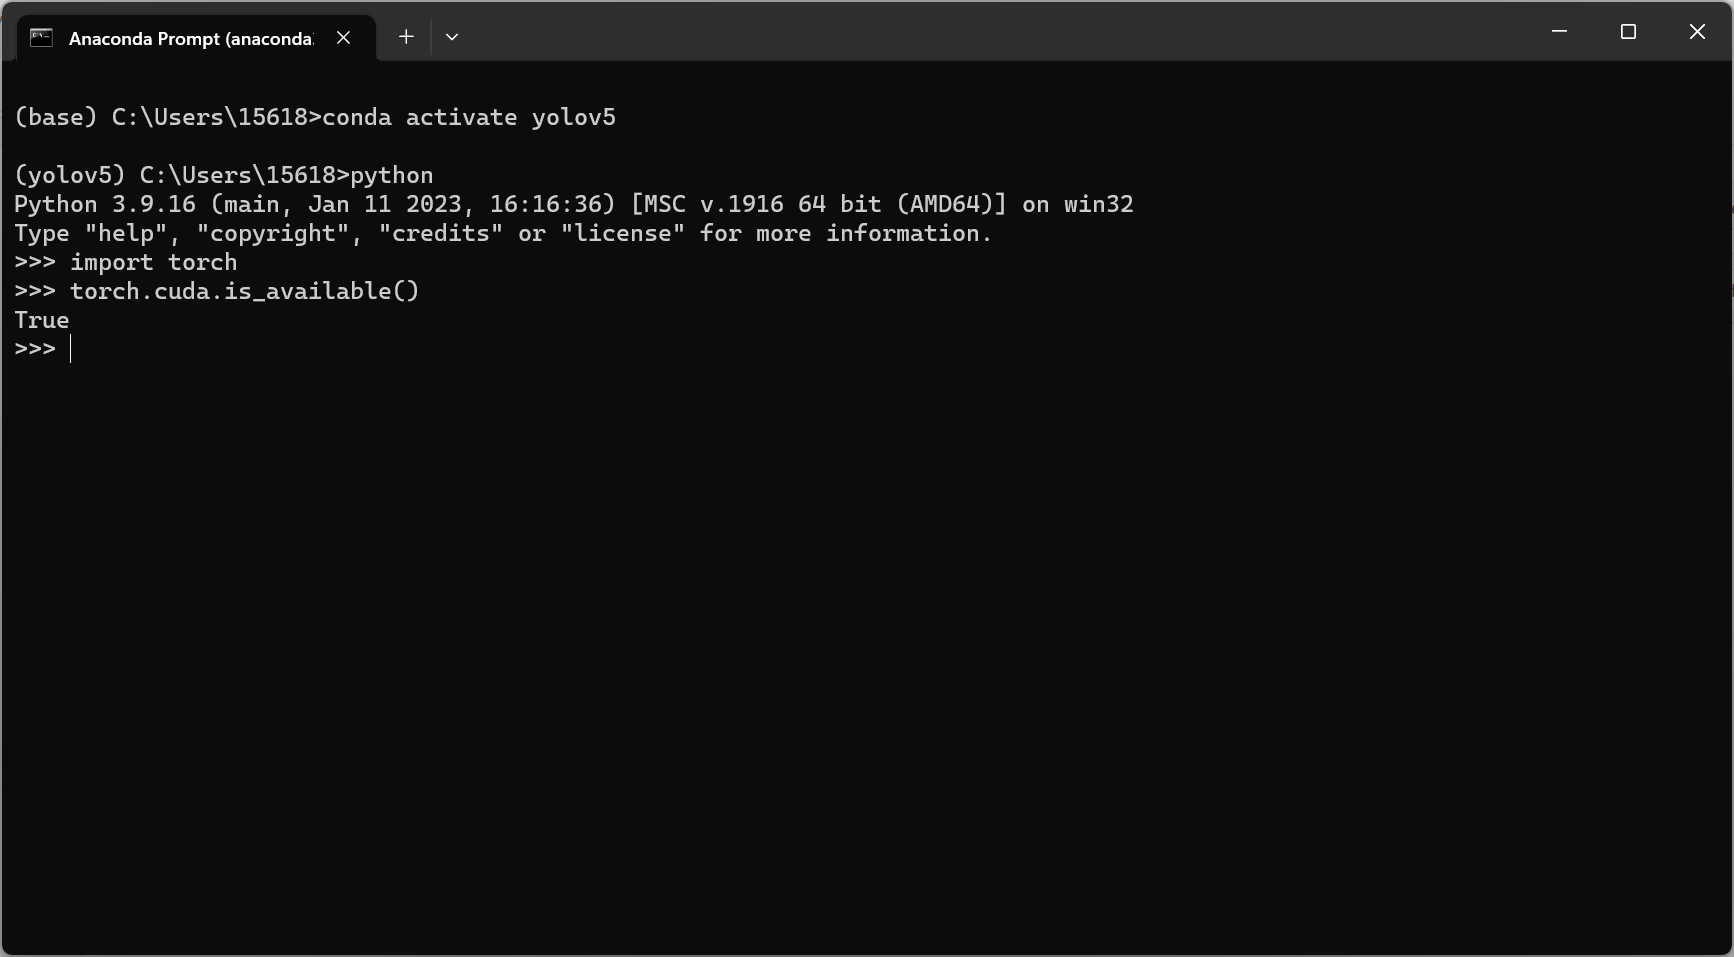 Anaconda Prompt (anaconda
(base) C:\Users\15618>conda activate yolov5
(yolov5) C:\Users\15618>python
Python 3.9.16 (main, Jan 11 2023, 16:16:36) [MSC v.1916 64 bit (AMD64)] on win32
Type "help", "copyright", "credits" or "license" for more information.
>>> import torch
>>> torch.cuda.is_available()
True
>>>